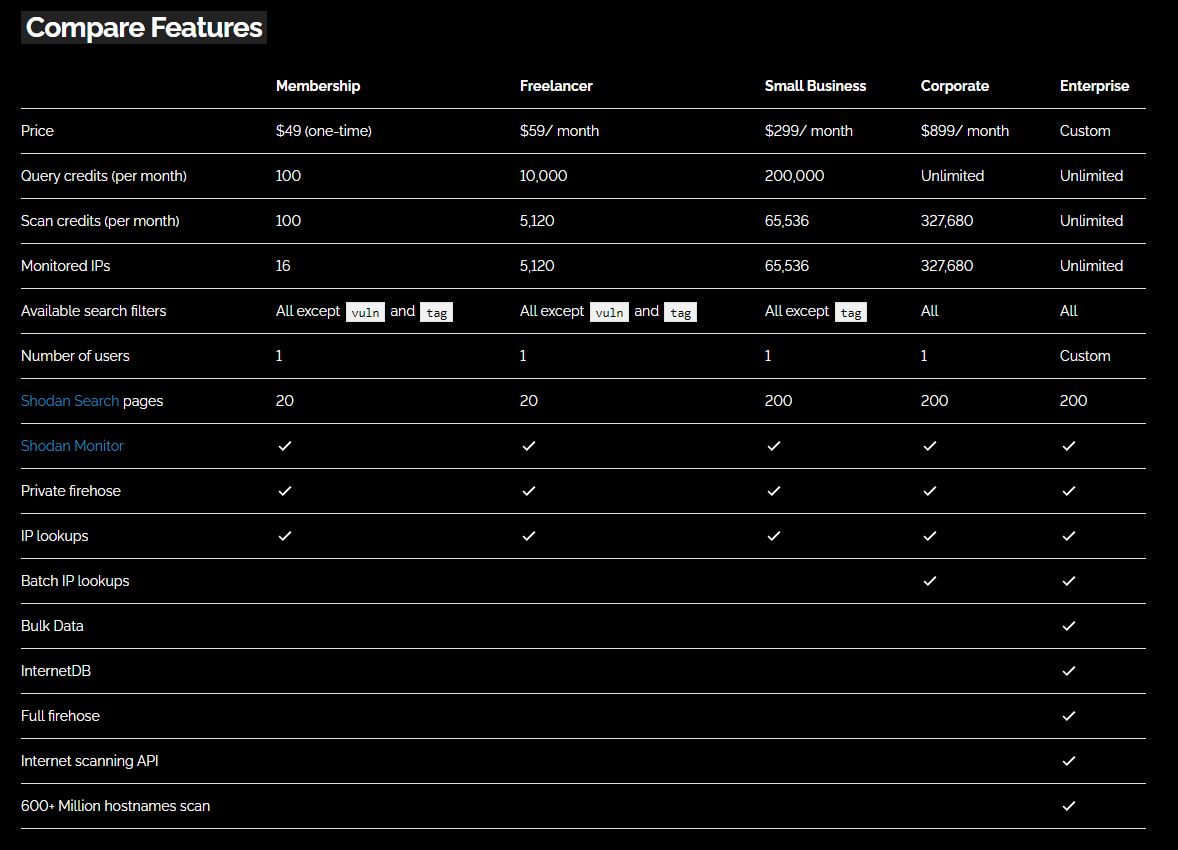 Compare Features
Membership Freelancer Small Business Corporate Enterprise
Price $49 (one-time) $59/ month $299/ month $899/ month Custom
Query credits (per month) 100 10,000 200,000 Unlimited Unlimited
Scan credits (per month) 100 5,120 65,536 327,680 Unlimited
Monitored IPs 16 5,120 65,536 327,680 Unlimited
Available search filters All except vuln and tag All except vuln and tag All except tag All All
Number of users 1 1 1 1 Custom
Shodan Search pages 20 20 200 200 200
Shodan Monitor ✓ ✓ ✓ ✓ ✓
Private firehose ✓ ✓ ✓ ✓ ✓
IP lookups ✓ ✓ ✓ ✓ ✓
Batch IP lookups ✓ ✓
Bulk Data ✓
InternetDB ✓
Full firehose ✓
Internet scanning API ✓
600+ Million hostnames scan ✓